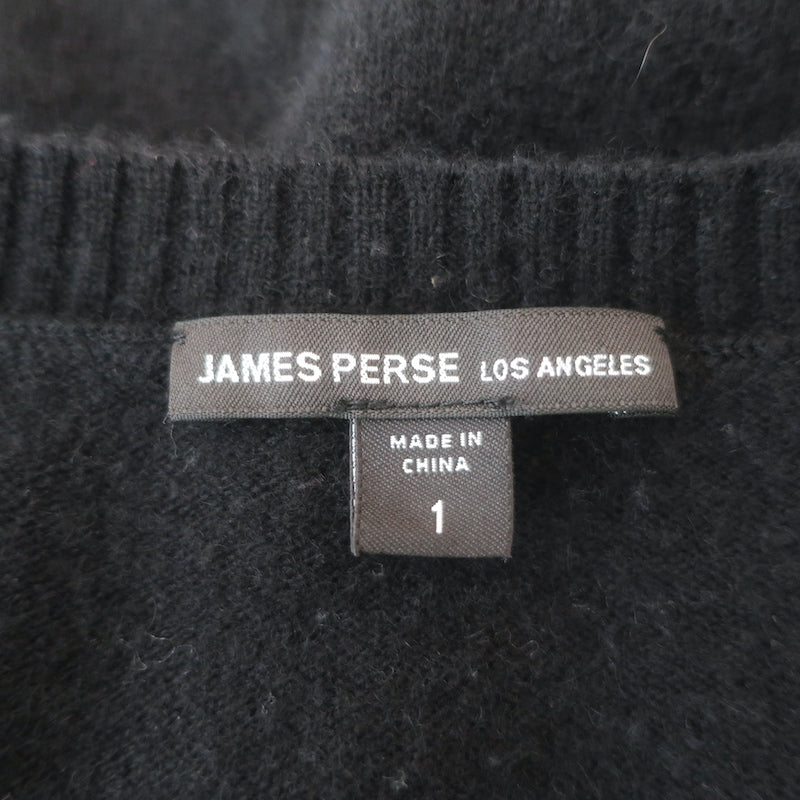 JAMES PERSE LOS ANGELES
MADE IN
CHINA
1